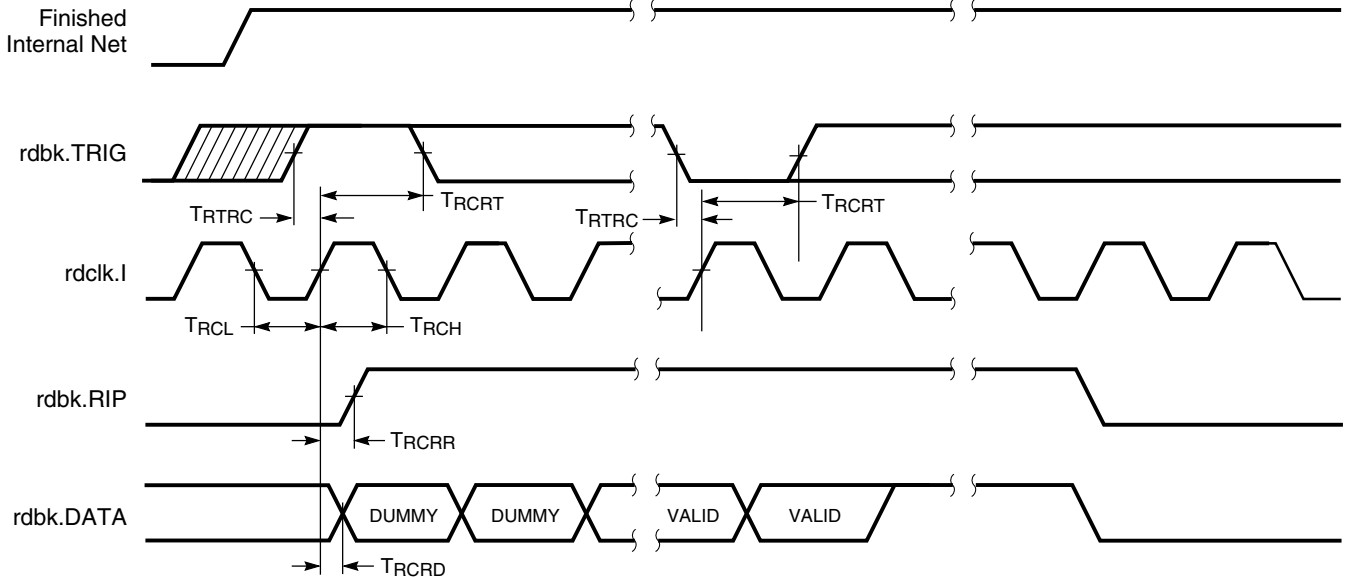 Finished
Internal Net
rdbk.TRIG
TRTRC
TRCRT
TRTRC
TRCRT
rdclk.I
TRCL
TRCH
rdbk.RIP
TRCRR
rdbk.DATA
DUMMY
DUMMY
VALID
VALID
TRCRD